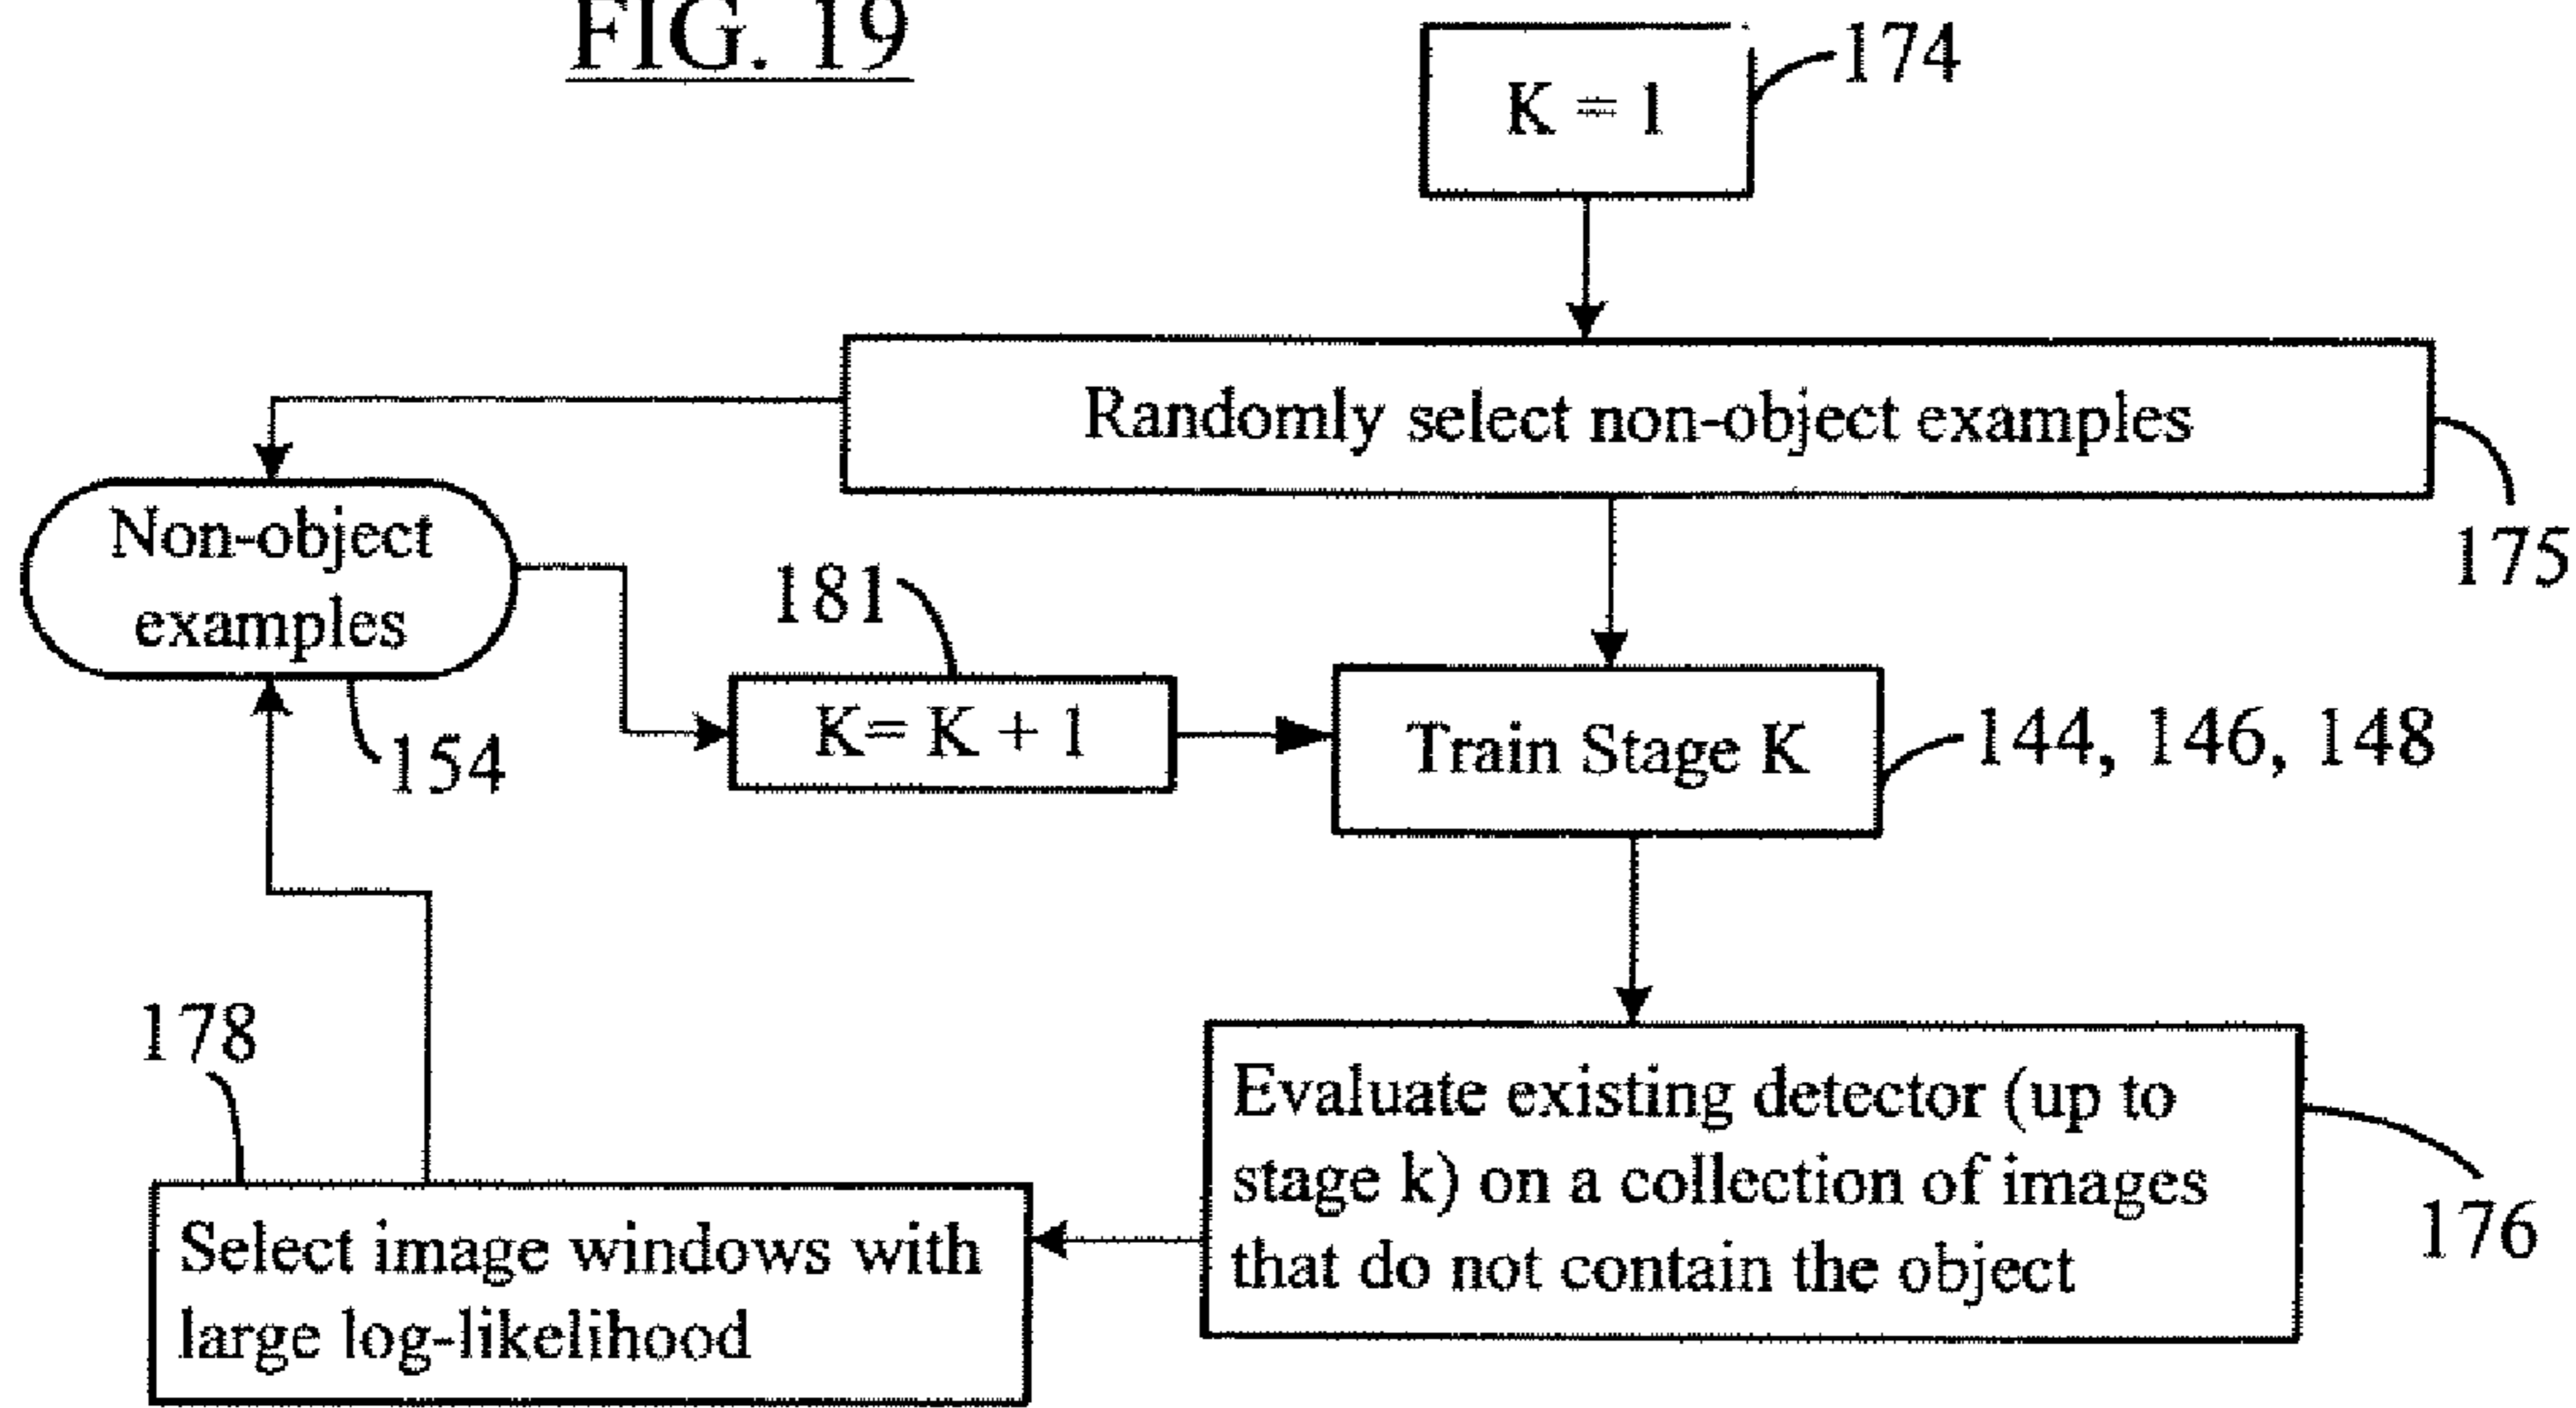 FIG. 19
K = 1
174
Randomly select non-object examples
175
Non-object
examples
154
181
K= K + 1
Train Stage K
144, 146, 148
178
Select image windows with
large log-likelihood
Evaluate existing detector (up to
stage k) on a collection of images
that do not contain the object
176